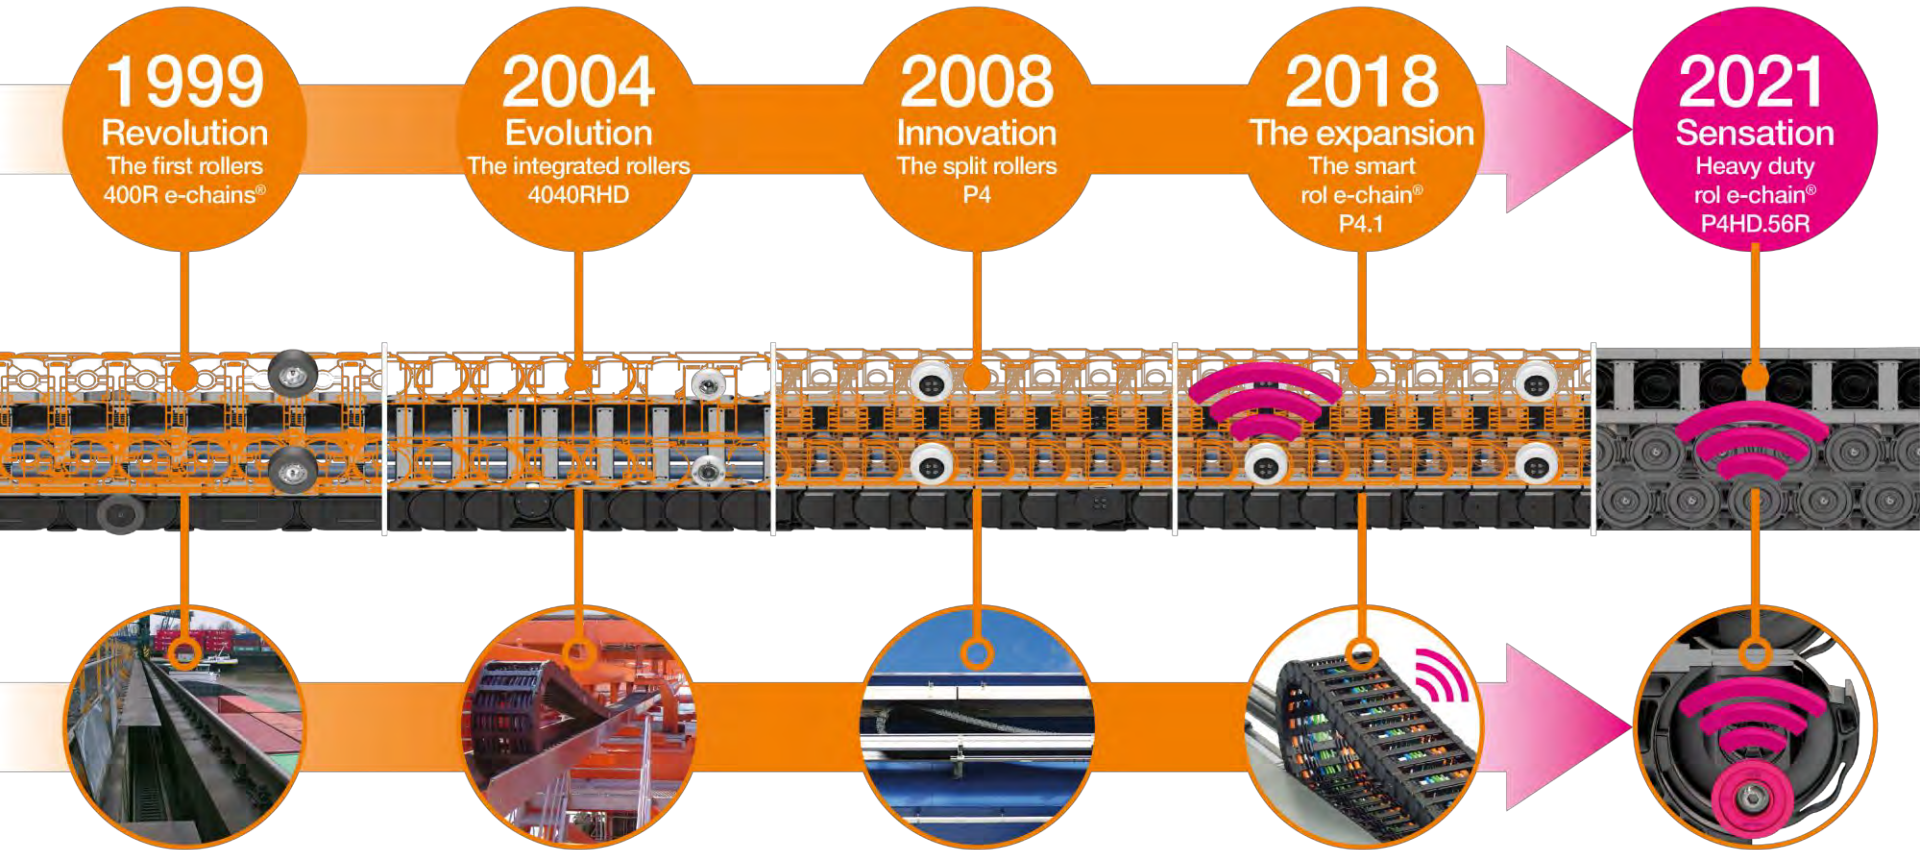 1999
Revolution
The first rollers
400R e-chains®
2004
Evolution
The integrated rollers
4040RHD
2008
Innovation
The split rollers
P4
2018
The expansion
The smart
rol e-chain®
P4.1
2021
Sensation
Heavy duty
rol e-chain®
P4HD.56R